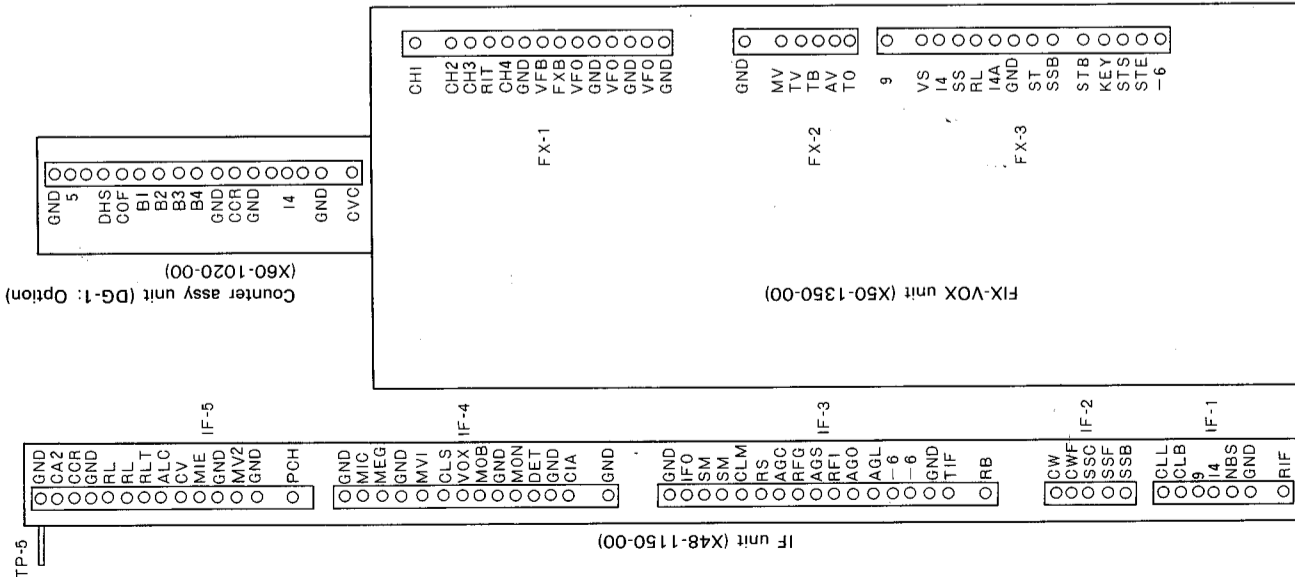 TP-5
GND
CA2
CCR
GND
RL
RL
RLT
ALC
CV
MIE
GND
MV2
GND
PCH
IF-5
GND
MIC
MEG
GND
MVI
CLS
VOX
MOB
GND
MON
DET
GND
CIA
GND
IF-4
GND
IFO
SM
SM
CLM
RS
AGC
RFG
AGS
RFI
AGO
AGL
-6
-6
GND
TIF
RB
IF-3
CW
CWF
SSC
SSF
SSB
IF-2
CLL
CLB
9
I4
NBS
GND
RIF
IF-1
IF unit (X48-1150-00)
GND
5
DHS
COF
B1
B2
B3
B4
GND
CCR
GND
I4
GND
CVC
Counter assy unit (DG-1: Option)
(X60-1020-00)
CHI
CH2
CH3
RIT
CH4
GND
VFB
FXB
VFO
GND
VFO
GND
VFO
GND
FX-1
GND
MV
TV
TB
AV
TO
FX-2
9
VS
I4
SS
RL
I4A
GND
ST
SSB
STB
KEY
STS
STE
-6
FX-3
FIX-VOX unit (X50-1350-00)